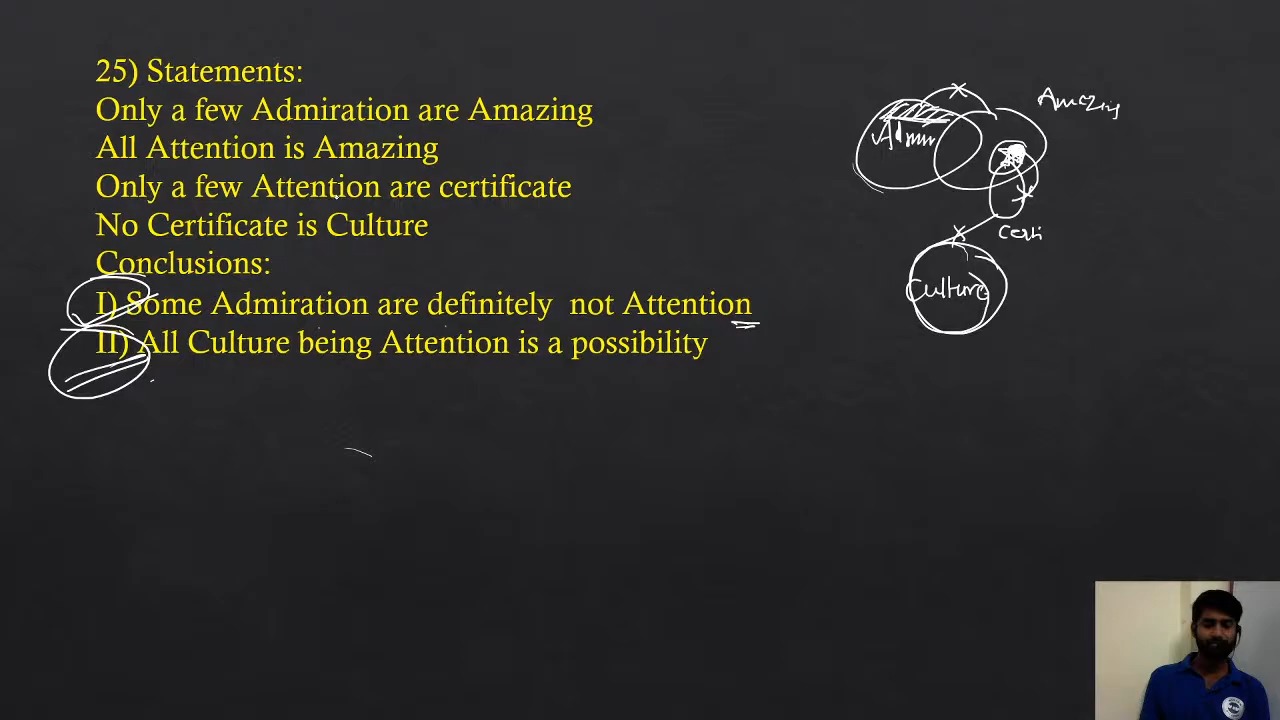 25) Statements:
Only a few Admiration are Amazing
All Attention is Amazing
Only a few Attention are certificate
No Certificate is Culture
Conclusions:
I) Some Admiration are definitely not Attention
II) All Culture being Attention is a possibility
Amazing
Admr
Certi
Culture